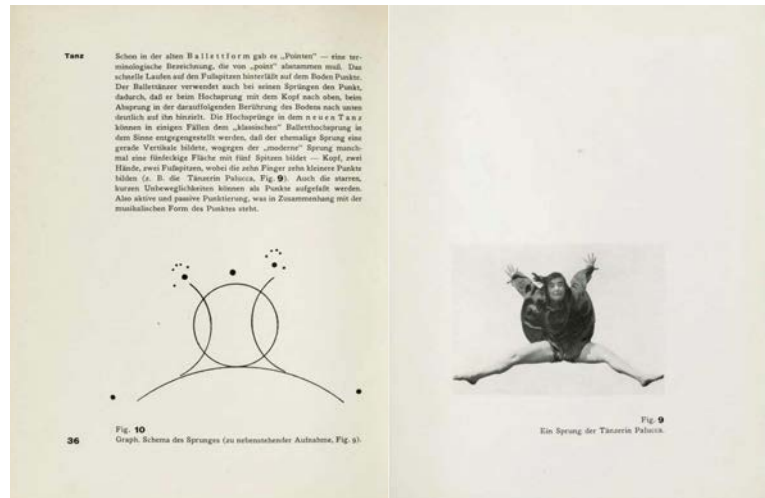 Tanz
Schon in der alten Ballettform gab es „Pointen“ — eine ter-
minologische Bezeichnung, die von „point“ abstammen muß. Das
schnelle Laufen auf den Fußspitzen hinterläßt auf dem Boden Punkte.
Der Ballettänzer verwendet auch bei seinen Sprüngen den Punkt,
dadurch, daß er beim Hochsprung mit dem Kopf nach oben, beim
Absprung in der darauffolgenden Berührung des Bodens nach unten
deutlich auf ihn hinzielt. Die Hochsprünge in dem neuen Tanz
können in einigen Fällen dem „klassischen“ Balletthochsprung in
dem Sinne entgegengestellt werden, daß der ehemalige Sprung eine
gerade Vertikale bildete, wogegen der „moderne“ Sprung manch-
mal eine fünfeckige Fläche mit fünf Spitzen bildet — Kopf, zwei
Hände, zwei Fußspitzen, wobei die zehn Finger zehn kleinere Punkte
bilden (z. B. die Tänzerin Palucca, Fig. 9). Auch die starren,
kurzen Unbeweglichkeiten können als Punkte aufgefaßt werden.
Also aktive und passive Punktierung, was in Zusammenhang mit der
musikalischen Form des Punktes steht.
Fig. 10
36
Graph. Schema des Sprunges (zu nebenstehender Aufnahme, Fig. 9).
Fig. 9
Ein Sprung der Tänzerin Palucca.